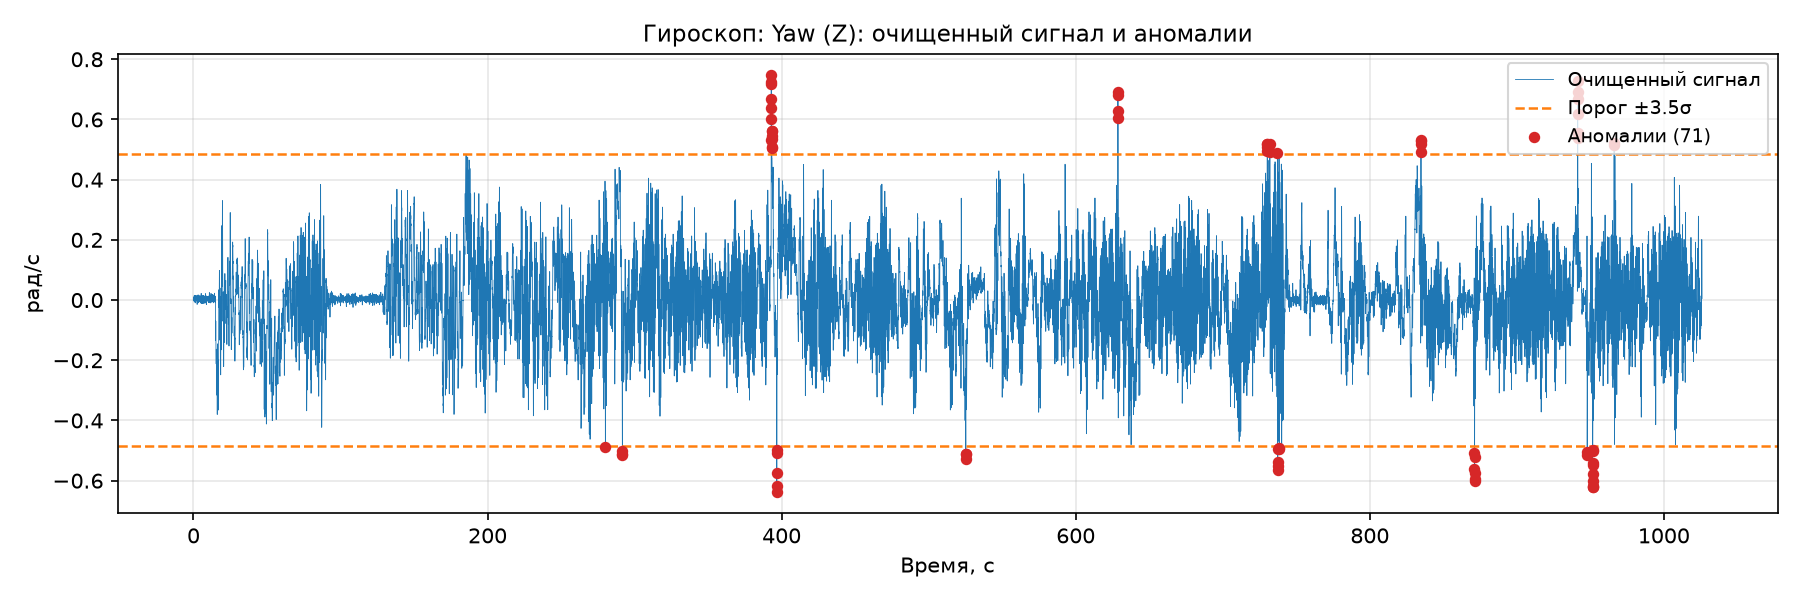 Гироскоп: Yaw (Z): очищенный сигнал и аномалии
0.8
0.6
0.4
0.2
0.0
−0.2
−0.4
−0.6
рад/с
Очищенный сигнал
Порог ±3.5σ
Аномалии (71)
0 200 400 600 800 1000
Время, с